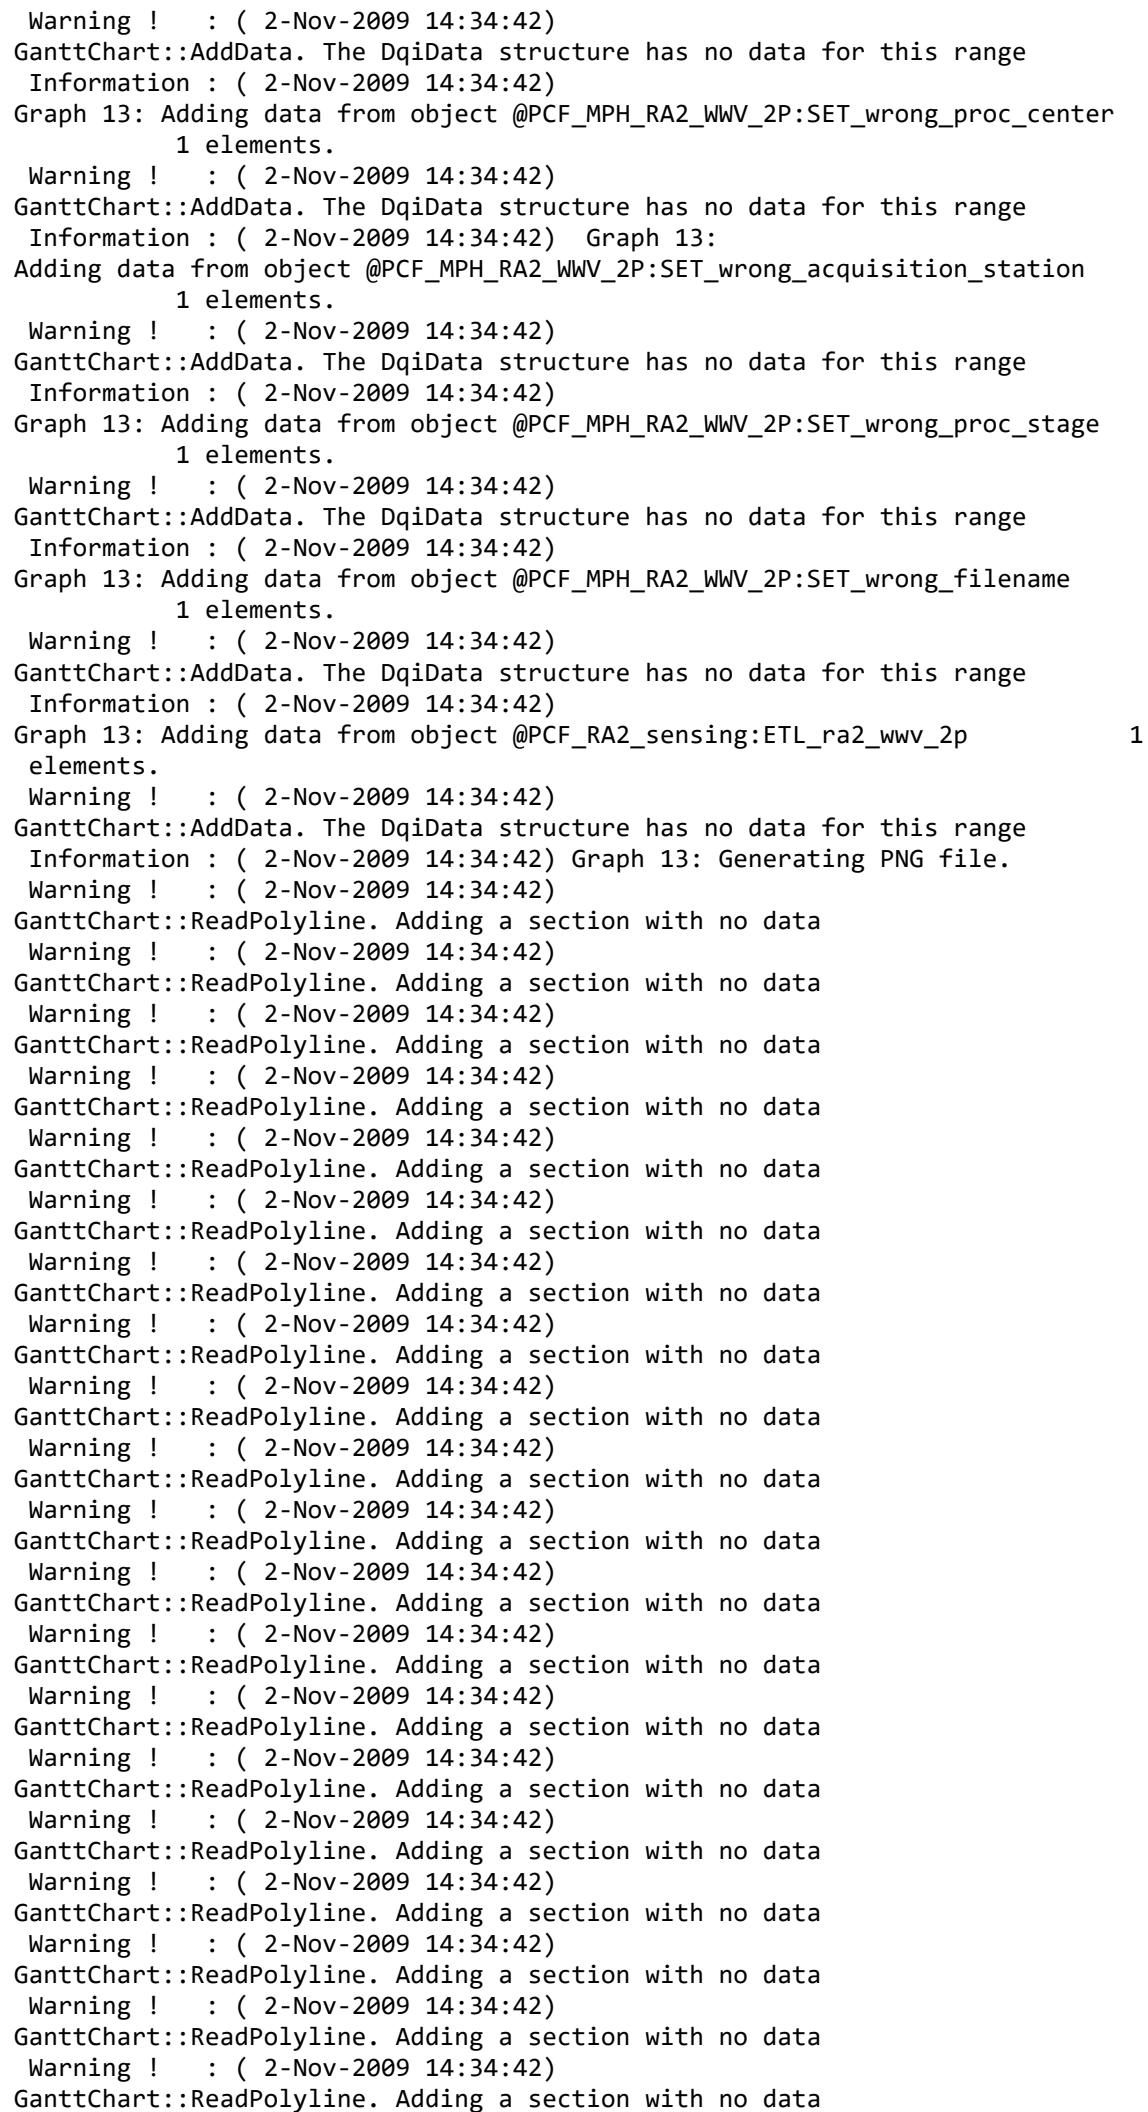 Warning !   : ( 2-Nov-2009 14:34:42)
GanttChart::AddData. The DqiData structure has no data for this range
Information : ( 2-Nov-2009 14:34:42)
Graph 13: Adding data from object @PCF_MPH_RA2_WWV_2P:SET_wrong_proc_center
1 elements.
Warning !   : ( 2-Nov-2009 14:34:42)
GanttChart::AddData. The DqiData structure has no data for this range
Information : ( 2-Nov-2009 14:34:42)  Graph 13:
Adding data from object @PCF_MPH_RA2_WWV_2P:SET_wrong_acquisition_station
1 elements.
Warning !   : ( 2-Nov-2009 14:34:42)
GanttChart::AddData. The DqiData structure has no data for this range
Information : ( 2-Nov-2009 14:34:42)
Graph 13: Adding data from object @PCF_MPH_RA2_WWV_2P:SET_wrong_proc_stage
1 elements.
Warning !   : ( 2-Nov-2009 14:34:42)
GanttChart::AddData. The DqiData structure has no data for this range
Information : ( 2-Nov-2009 14:34:42)
Graph 13: Adding data from object @PCF_MPH_RA2_WWV_2P:SET_wrong_filename
1 elements.
Warning !   : ( 2-Nov-2009 14:34:42)
GanttChart::AddData. The DqiData structure has no data for this range
Information : ( 2-Nov-2009 14:34:42)
Graph 13: Adding data from object @PCF_RA2_sensing:ETL_ra2_wwv_2p           1
elements.
Warning !   : ( 2-Nov-2009 14:34:42)
GanttChart::AddData. The DqiData structure has no data for this range
Information : ( 2-Nov-2009 14:34:42) Graph 13: Generating PNG file.
Warning !   : ( 2-Nov-2009 14:34:42)
GanttChart::ReadPolyline. Adding a section with no data
Warning !   : ( 2-Nov-2009 14:34:42)
GanttChart::ReadPolyline. Adding a section with no data
Warning !   : ( 2-Nov-2009 14:34:42)
GanttChart::ReadPolyline. Adding a section with no data
Warning !   : ( 2-Nov-2009 14:34:42)
GanttChart::ReadPolyline. Adding a section with no data
Warning !   : ( 2-Nov-2009 14:34:42)
GanttChart::ReadPolyline. Adding a section with no data
Warning !   : ( 2-Nov-2009 14:34:42)
GanttChart::ReadPolyline. Adding a section with no data
Warning !   : ( 2-Nov-2009 14:34:42)
GanttChart::ReadPolyline. Adding a section with no data
Warning !   : ( 2-Nov-2009 14:34:42)
GanttChart::ReadPolyline. Adding a section with no data
Warning !   : ( 2-Nov-2009 14:34:42)
GanttChart::ReadPolyline. Adding a section with no data
Warning !   : ( 2-Nov-2009 14:34:42)
GanttChart::ReadPolyline. Adding a section with no data
Warning !   : ( 2-Nov-2009 14:34:42)
GanttChart::ReadPolyline. Adding a section with no data
Warning !   : ( 2-Nov-2009 14:34:42)
GanttChart::ReadPolyline. Adding a section with no data
Warning !   : ( 2-Nov-2009 14:34:42)
GanttChart::ReadPolyline. Adding a section with no data
Warning !   : ( 2-Nov-2009 14:34:42)
GanttChart::ReadPolyline. Adding a section with no data
Warning !   : ( 2-Nov-2009 14:34:42)
GanttChart::ReadPolyline. Adding a section with no data
Warning !   : ( 2-Nov-2009 14:34:42)
GanttChart::ReadPolyline. Adding a section with no data
Warning !   : ( 2-Nov-2009 14:34:42)
GanttChart::ReadPolyline. Adding a section with no data
Warning !   : ( 2-Nov-2009 14:34:42)
GanttChart::ReadPolyline. Adding a section with no data
Warning !   : ( 2-Nov-2009 14:34:42)
GanttChart::ReadPolyline. Adding a section with no data
Warning !   : ( 2-Nov-2009 14:34:42)
GanttChart::ReadPolyline. Adding a section with no data